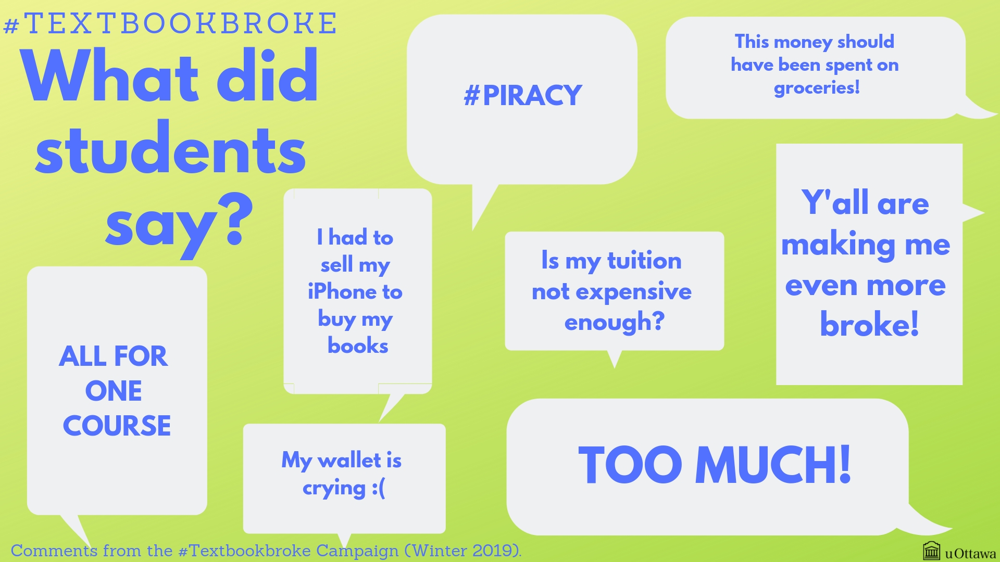 #TEXTBOOKBROKE
What did
students
say?
#PIRACY
This money should
have been spent on
groceries!
Y'all are
making me
even more
broke!
I had to
sell my
iPhone to
buy my
books
Is my tuition
not expensive
enough?
ALL FOR
ONE
COURSE
My wallet is
crying :(
TOO MUCH!
Comments from the #Textbookbroke Campaign (Winter 2019).
uOttawa